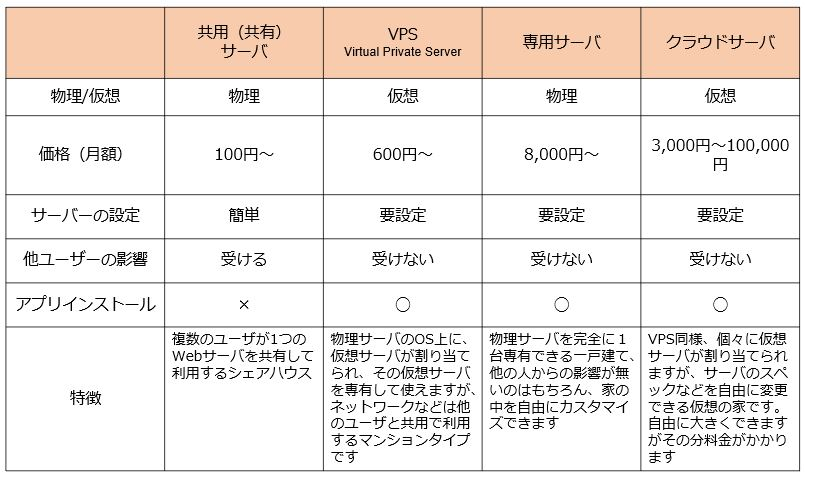 共用（共有）
サーバ
VPS
Virtual Private Server
専用サーバ
クラウドサーバ
物理/仮想
物理
仮想
物理
仮想
価格（月額）
100円～
600円～
8,000円～
3,000円～100,000
円
サーバーの設定
簡単
要設定
要設定
要設定
他ユーザーの影響
受ける
受けない
受けない
受けない
アプリインストール
×
○
○
○
特徴
複数のユーザが1つの
Webサーバを共有して
利用するシェアハウス
物理サーバのOS上に、
仮想サーバが割り当て
られ、その仮想サーバ
を専有して使えますが、
ネットワークなどは他
のユーザと共用で利用
するマンションタイプ
です
物理サーバを完全に１
台専有できる一戸建て、
他の人からの影響が無
いのはもちろん、家の
中を自由にカスタマイ
ズできます
VPS同様、個々に仮想
サーバが割り当てられ
ますが、サーバのスペ
ックなどを自由に変更
できる仮想の家です。
自由に大きくできます
がその分料金がかかり
ます